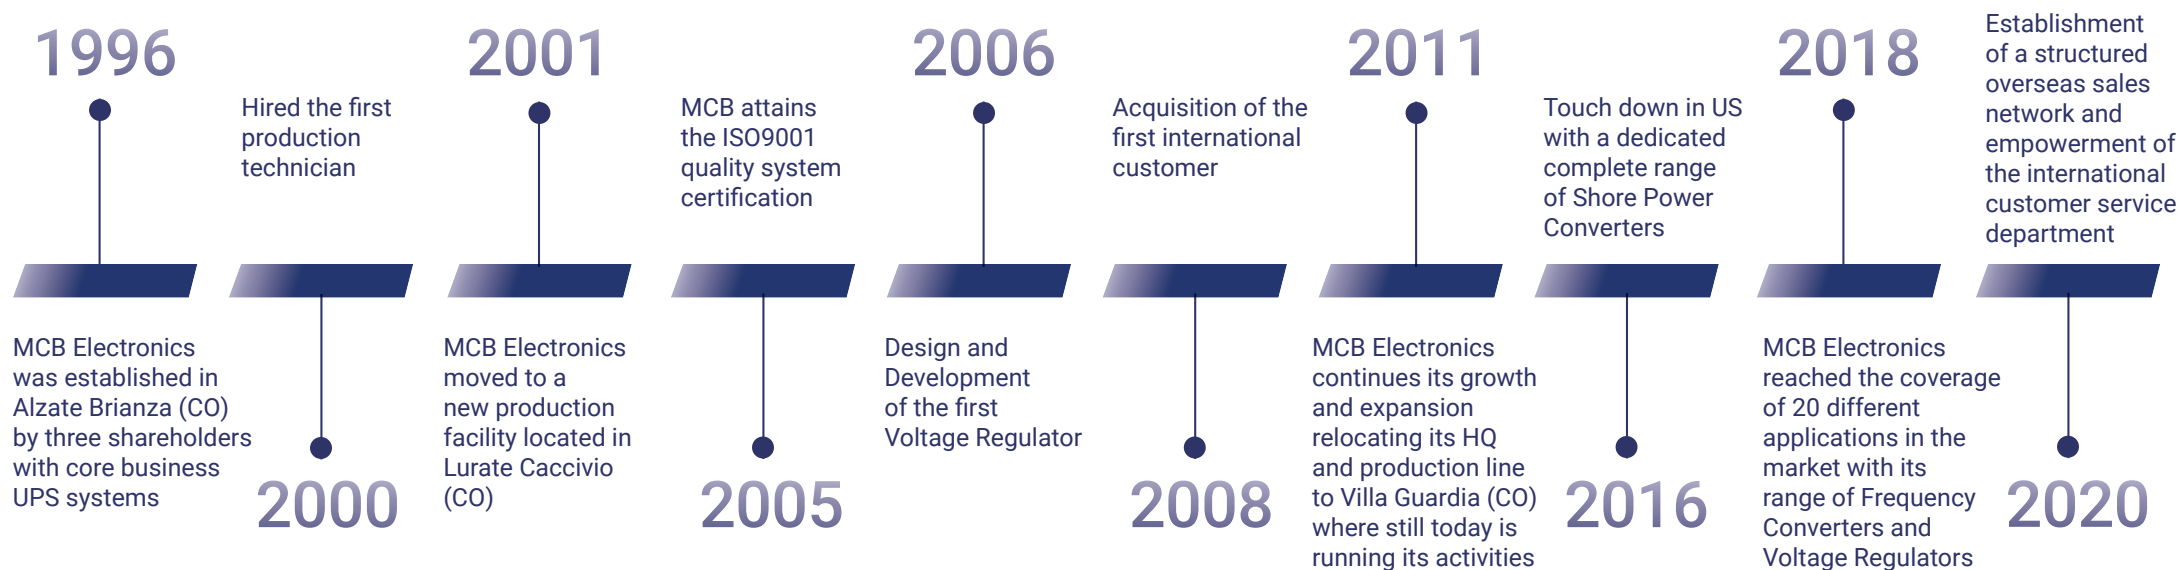 1996
MCB Electronics
was established in
Alzate Brianza (CO)
by three shareholders
with core business
UPS systems
Hired the first
production
technician
2000
2001
MCB Electronics
moved to a
new production
facility located in
Lurate Caccivio
(CO)
MCB attains
the ISO9001
quality system
certification
2005
2006
Design and
Development
of the first
Voltage Regulator
Acquisition of the
first international
customer
2008
2011
MCB Electronics
continues its growth
and expansion
relocating its HQ
and production line
to Villa Guardia (CO)
where still today is
running its activities
Touch down in US
with a dedicated
complete range
of Shore Power
Converters
2016
2018
MCB Electronics
reached the coverage
of 20 different
applications in the
market with its
range of Frequency
Converters and
Voltage Regulators
Establishment
of a structured
overseas sales
network and
empowerment of
the international
customer service
department
2020